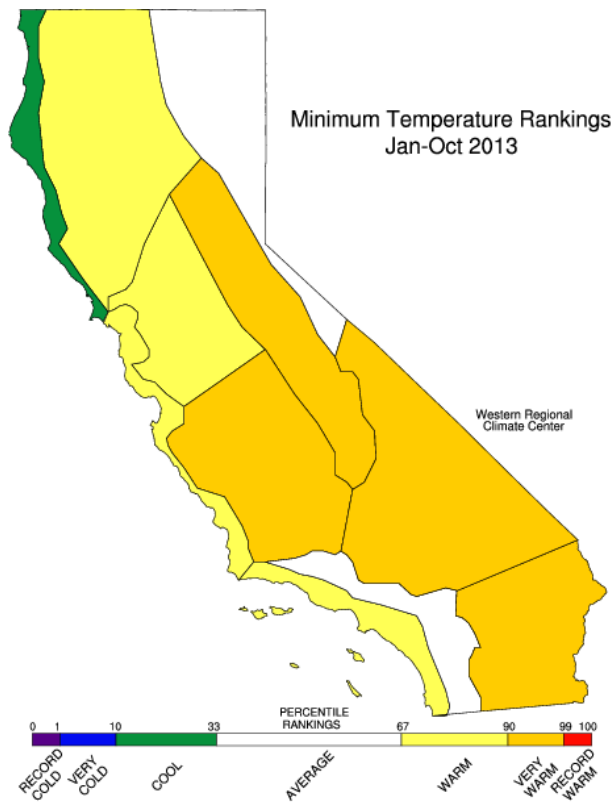 Minimum Temperature Rankings
Jan-Oct 2013
Western Regional
Climate Center
PERCENTILE
RANKINGS
0 1 10 33 67 90 99 100
RECORD
COLD
VERY
COLD
COOL
AVERAGE
WARM
VERY
WARM
RECORD
WARM